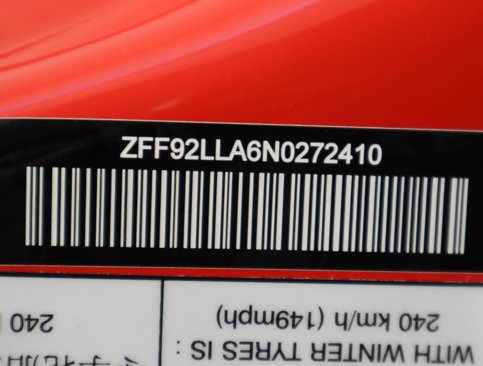 ZFF92LLA6N0272410
WITH WINTER TYRES IS :
240 km/h (149mph)
240